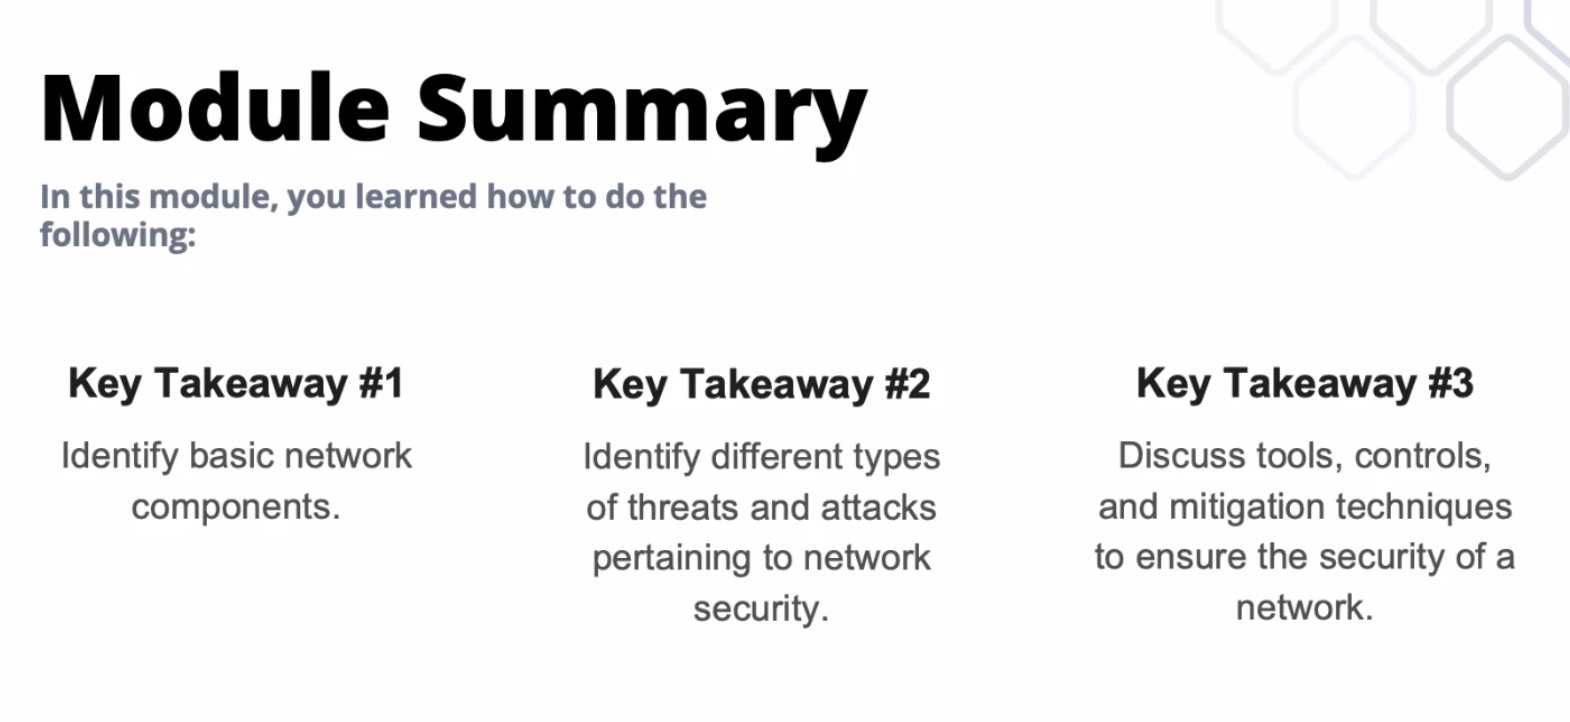 Module Summary
In this module, you learned how to do the
following:
Key Takeaway #1
Identify basic network
components.
Key Takeaway #2
Identify different types
of threats and attacks
pertaining to network
security.
Key Takeaway #3
Discuss tools, controls,
and mitigation techniques
to ensure the security of a
network.